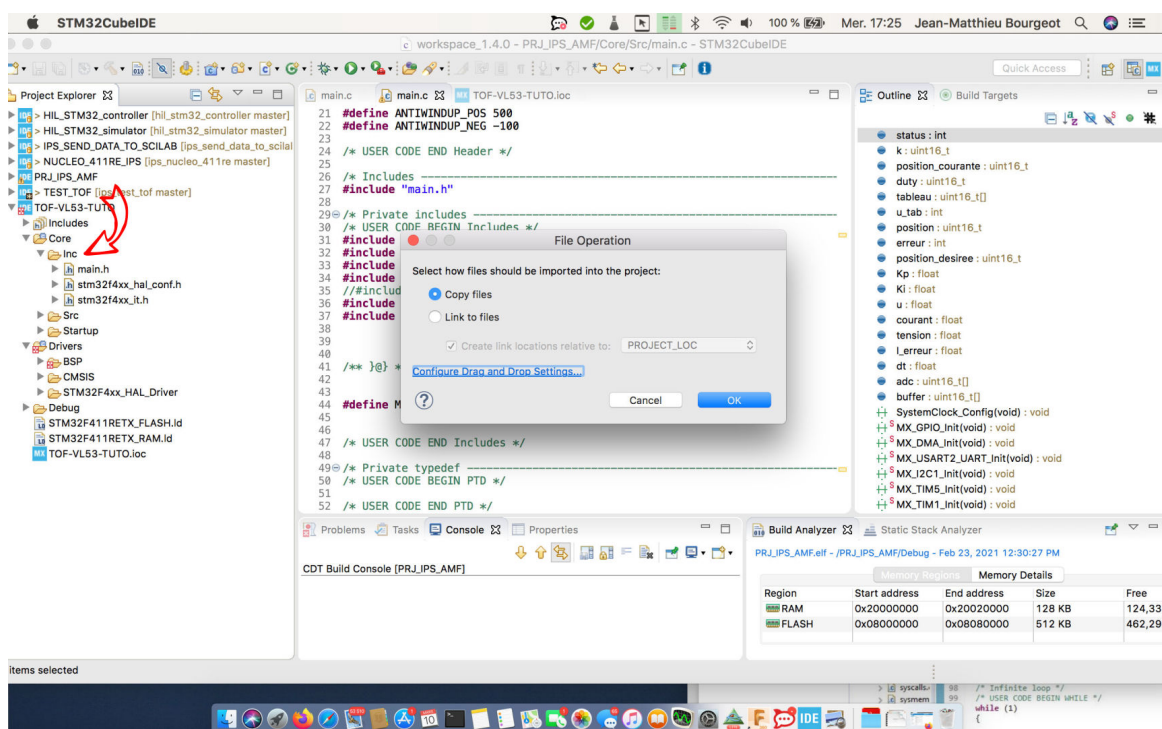 STM32CubeIDE
100 %
Mer. 17:25
Jean-Matthieu Bourgeot
workspace_1.4.0 - PRJ_IPS_AMF/Core/Src/main.c - STM32CubeIDE
Quick Access
Project Explorer
> HIL_STM32_controller [hil_stm32_controller master]
> HIL_STM32_simulator [hil_stm32_simulator master]
> IPS_SEND_DATA_TO_SCILAB [ips_send_data_to_scilal
> NUCLEO_411RE_IPS [ips_nucleo_411re master]
PRJ_IPS_AMF
> TEST_TOF [ips_test_tof master]
TOF-VL53-TUTO
Includes
Core
Inc
main.h
stm32f4xx_hal_conf.h
stm32f4xx_it.h
Src
Startup
Drivers
BSP
CMSIS
STM32F4xx_HAL_Driver
Debug
STM32F411RETX_FLASH.ld
STM32F411RETX_RAM.ld
TOF-VL53-TUTO.ioc
main.c
main.c
TOF-VL53-TUTO.ioc
21 #define ANTIWINDUP_POS 500
22 #define ANTIWINDUP_NEG -100
23
24 /* USER CODE END Header */
25
26 /* Includes ------------------------------------------------------------------
27 #include "main.h"
28
29 /* Private includes ----------------------------------------------------------
30 /* USER CODE BEGIN Includes */
31 #include
32 #include
33 #include
34 #include
35 //#includ
36 #include
37 #include
38
39
40
41 /** }@} *
42
43
44 #define M
45
46
47 /* USER CODE END Includes */
48
49 /* Private typedef -----------------------------------------------------------
50 /* USER CODE BEGIN PTD */
51
52 /* USER CODE END PTD */
File Operation
Select how files should be imported into the project:
Copy files
Link to files
Create link locations relative to: PROJECT_LOC
Configure Drag and Drop Settings...
?
Cancel
OK
Outline
Build Targets
status : int
k : uint16_t
position_courante : uint16_t
duty : uint16_t
tableau : uint16_t[]
u_tab : int
position : uint16_t
erreur : int
position_desiree : uint16_t
Kp : float
Ki : float
u : float
courant : float
tension : float
I_erreur : float
dt : float
adc : uint16_t[]
buffer : uint16_t[]
SystemClock_Config(void) : void
MX_GPIO_Init(void) : void
MX_DMA_Init(void) : void
MX_USART2_UART_Init(void) : void
MX_I2C1_Init(void) : void
MX_TIM5_Init(void) : void
MX_TIM1_Init(void) : void
Problems
Tasks
Console
Properties
CDT Build Console [PRJ_IPS_AMF]
Build Analyzer
Static Stack Analyzer
PRJ_IPS_AMF.elf - /PRJ_IPS_AMF/Debug - Feb 23, 2021 12:30:27 PM
Memory Regions
Memory Details
Region Start address End address Size Free
RAM 0x20000000 0x20020000 128 KB 124,33
FLASH 0x08000000 0x08080000 512 KB 462,29
items selected
> syscalls.
> sysmem
98 /* Infinite loop */
99 /* USER CODE BEGIN WHILE */
while (1)
{
IDE